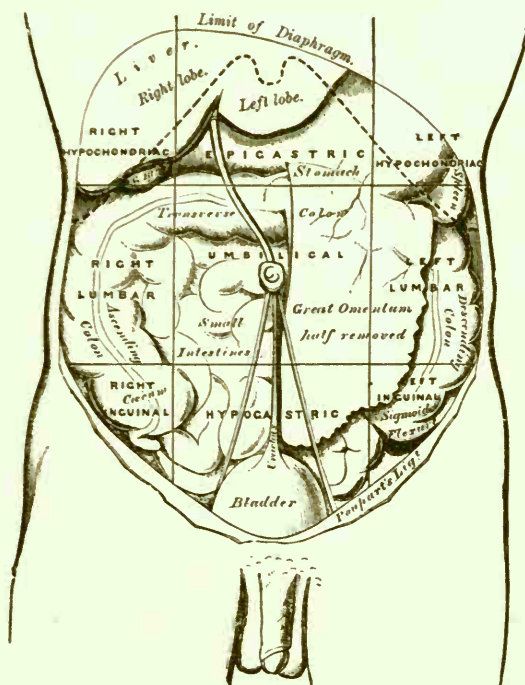 Limit of Diaphragm.
Liver.
Right lobe.
Left lobe.
RIGHT
HYPOCHONDRIAC
EPIGASTRIC
LEFT
HYPOCHONDRIAC
Stomach
Spleen
Transverse Colon
UMBILICAL
RIGHT
LUMBAR
LEFT
LUMBAR
Ascending
Colon
Small
Intestines
Great Omentum
half removed
Descending
Colon
RIGHT
Cæcum
INGUINAL
HYPOGASTRIC
LEFT
INGUINAL
Sigmoid
Flexure
Urachus
Bladder
Poupart's Ligt